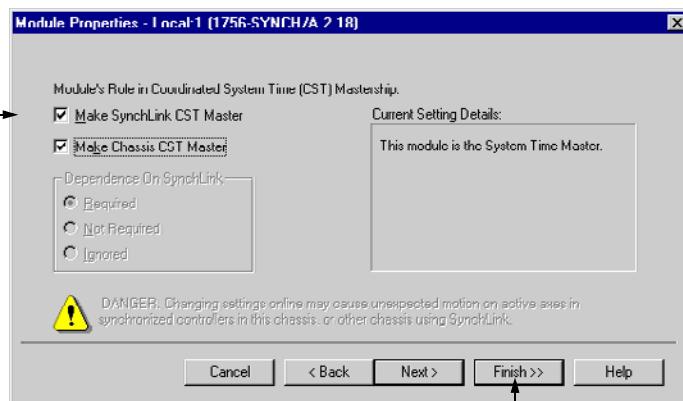 Module Properties - Local:1 (1756-SYNCH/A 2.18)
Module's Role in Coordinated System Time (CST) Mastership.
Make SynchLink CST Master
Make Chassis CST Master
Dependence On SynchLink
Required
Not Required
Ignored
Current Setting Details:
This module is the System Time Master.
DANGER. Changing settings online may cause unexpected motion on active axes in
synchronized controllers in this chassis, or other chassis using SynchLink.
Cancel
< Back
Next >
Finish >>
Help